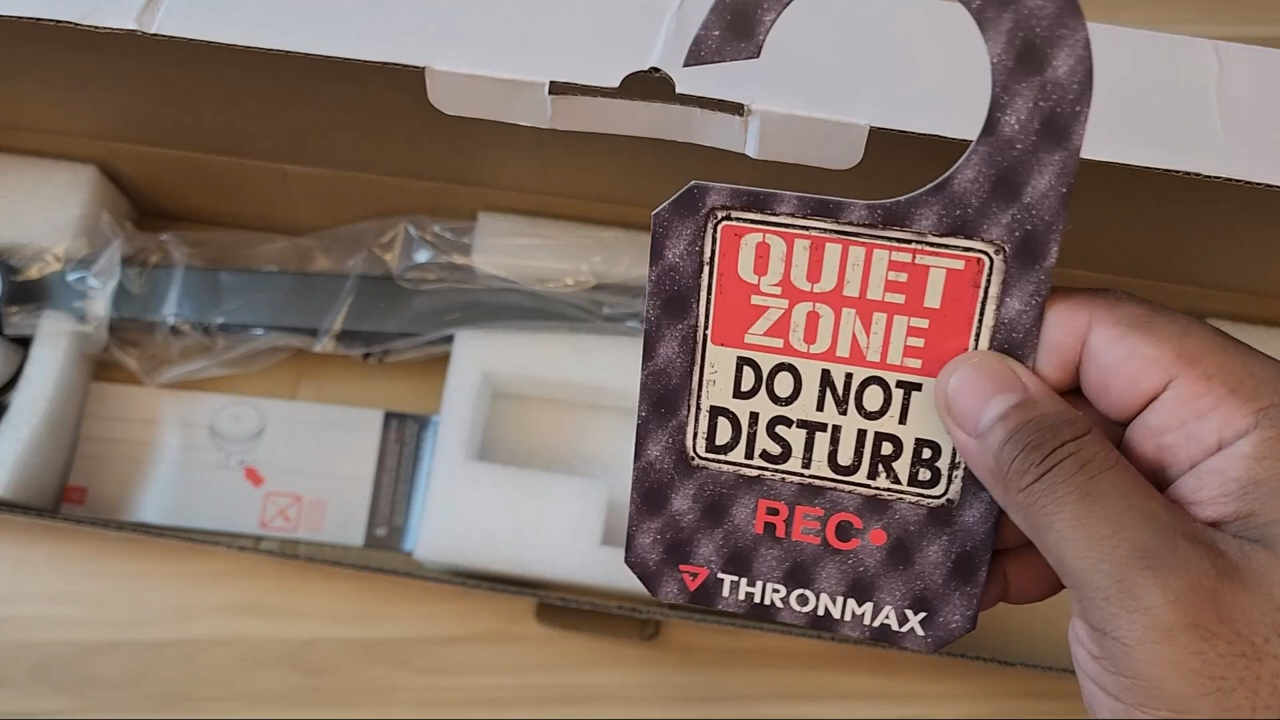 QUIET
ZONE
DO NOT
DISTURB
REC
THRONMAX